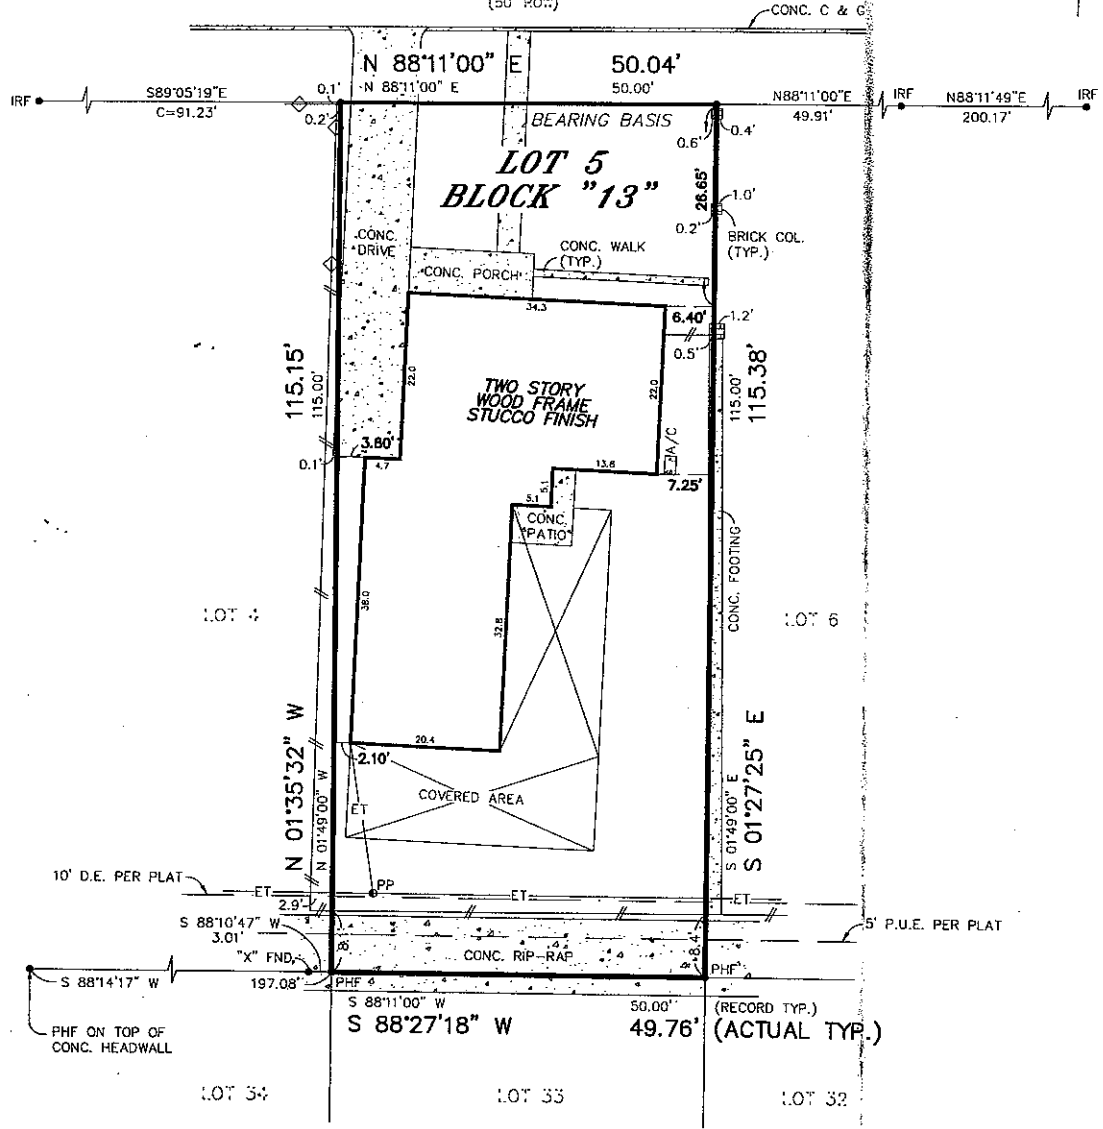 (50' ROW)
CONC. C & G
N 88°11'00" E 50.04'
N 88°11'00" E 50.00'
IRF
S89°05'19"E
C=91.23'
0.1'
0.2'
BEARING BASIS
N88°11'00"E
49.91'
IRF
N88°11'49"E
200.17'
IRF
0.6'
0.4'
LOT 5
BLOCK "13"
26.65'
1.0'
0.2'
BRICK COL.
(TYP.)
CONC.
DRIVE
CONC. WALK
(TYP.)
CONC. PORCH
34.3
6.40'
1.2'
0.5'
115.15'
115.00'
22.0
TWO STORY
WOOD FRAME
STUCCO FINISH
22.0
115.00'
115.38'
3.80'
0.1'
4.7
A/C
13.6
7.25'
5.1
5.1
CONC.
PATIO
CONC. FOOTING
LOT 4
38.0
32.8
LOT 6
N 01°35'32" W
N 01°49'00" W
20.4
2.10'
COVERED AREA
ET
S 01°49'00" E
S 01°27'25" E
10' D.E. PER PLAT
PP
ET
ET
ET
2.9'
S 88°10'47" W
3.01'
"X" FND.
5' P.U.E. PER PLAT
CONC. RIP-RAP
8.4'
S 88°14'17" W
197.08'
PHF
PHF
S 88°11'00" W 50.00' (RECORD TYP.)
S 88°27'18" W 49.76' (ACTUAL TYP.)
PHF ON TOP OF
CONC. HEADWALL
LOT 34
LOT 33
LOT 32